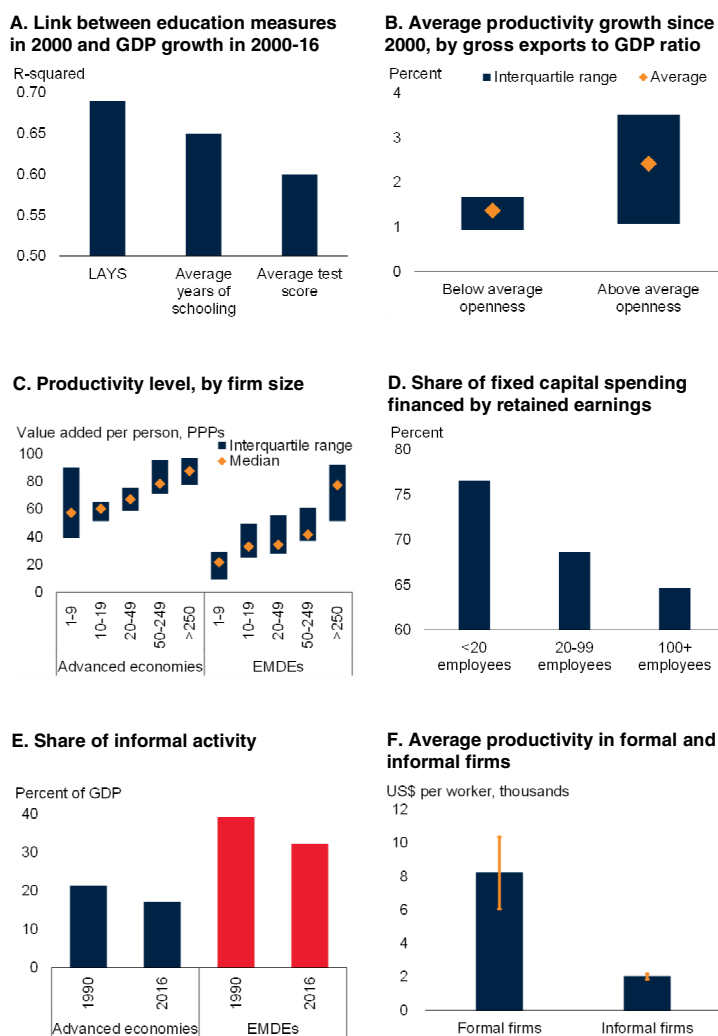 A. Link between education measures
in 2000 and GDP growth in 2000-16
R-squared
0.70
0.65
0.60
0.55
0.50
LAYS
Average
years of
schooling
Average test
score
B. Average productivity growth since
2000, by gross exports to GDP ratio
Percent
Interquartile range
Average
4
3
2
1
0
Below average
openness
Above average
openness
C. Productivity level, by firm size
Value added per person, PPPs
Interquartile range
Median
100
80
60
40
20
0
1-9
10-19
20-49
50-249
>250
1-9
10-19
20-49
50-249
>250
Advanced economies
EMDEs
D. Share of fixed capital spending
financed by retained earnings
Percent
80
75
70
65
60
<20
employees
20-99
employees
100+
employees
E. Share of informal activity
Percent of GDP
40
30
20
10
0
1990
2016
1990
2016
Advanced economies
EMDEs
F. Average productivity in formal and
informal firms
US$ per worker, thousands
12
10
8
6
4
2
0
Formal firms
Informal firms